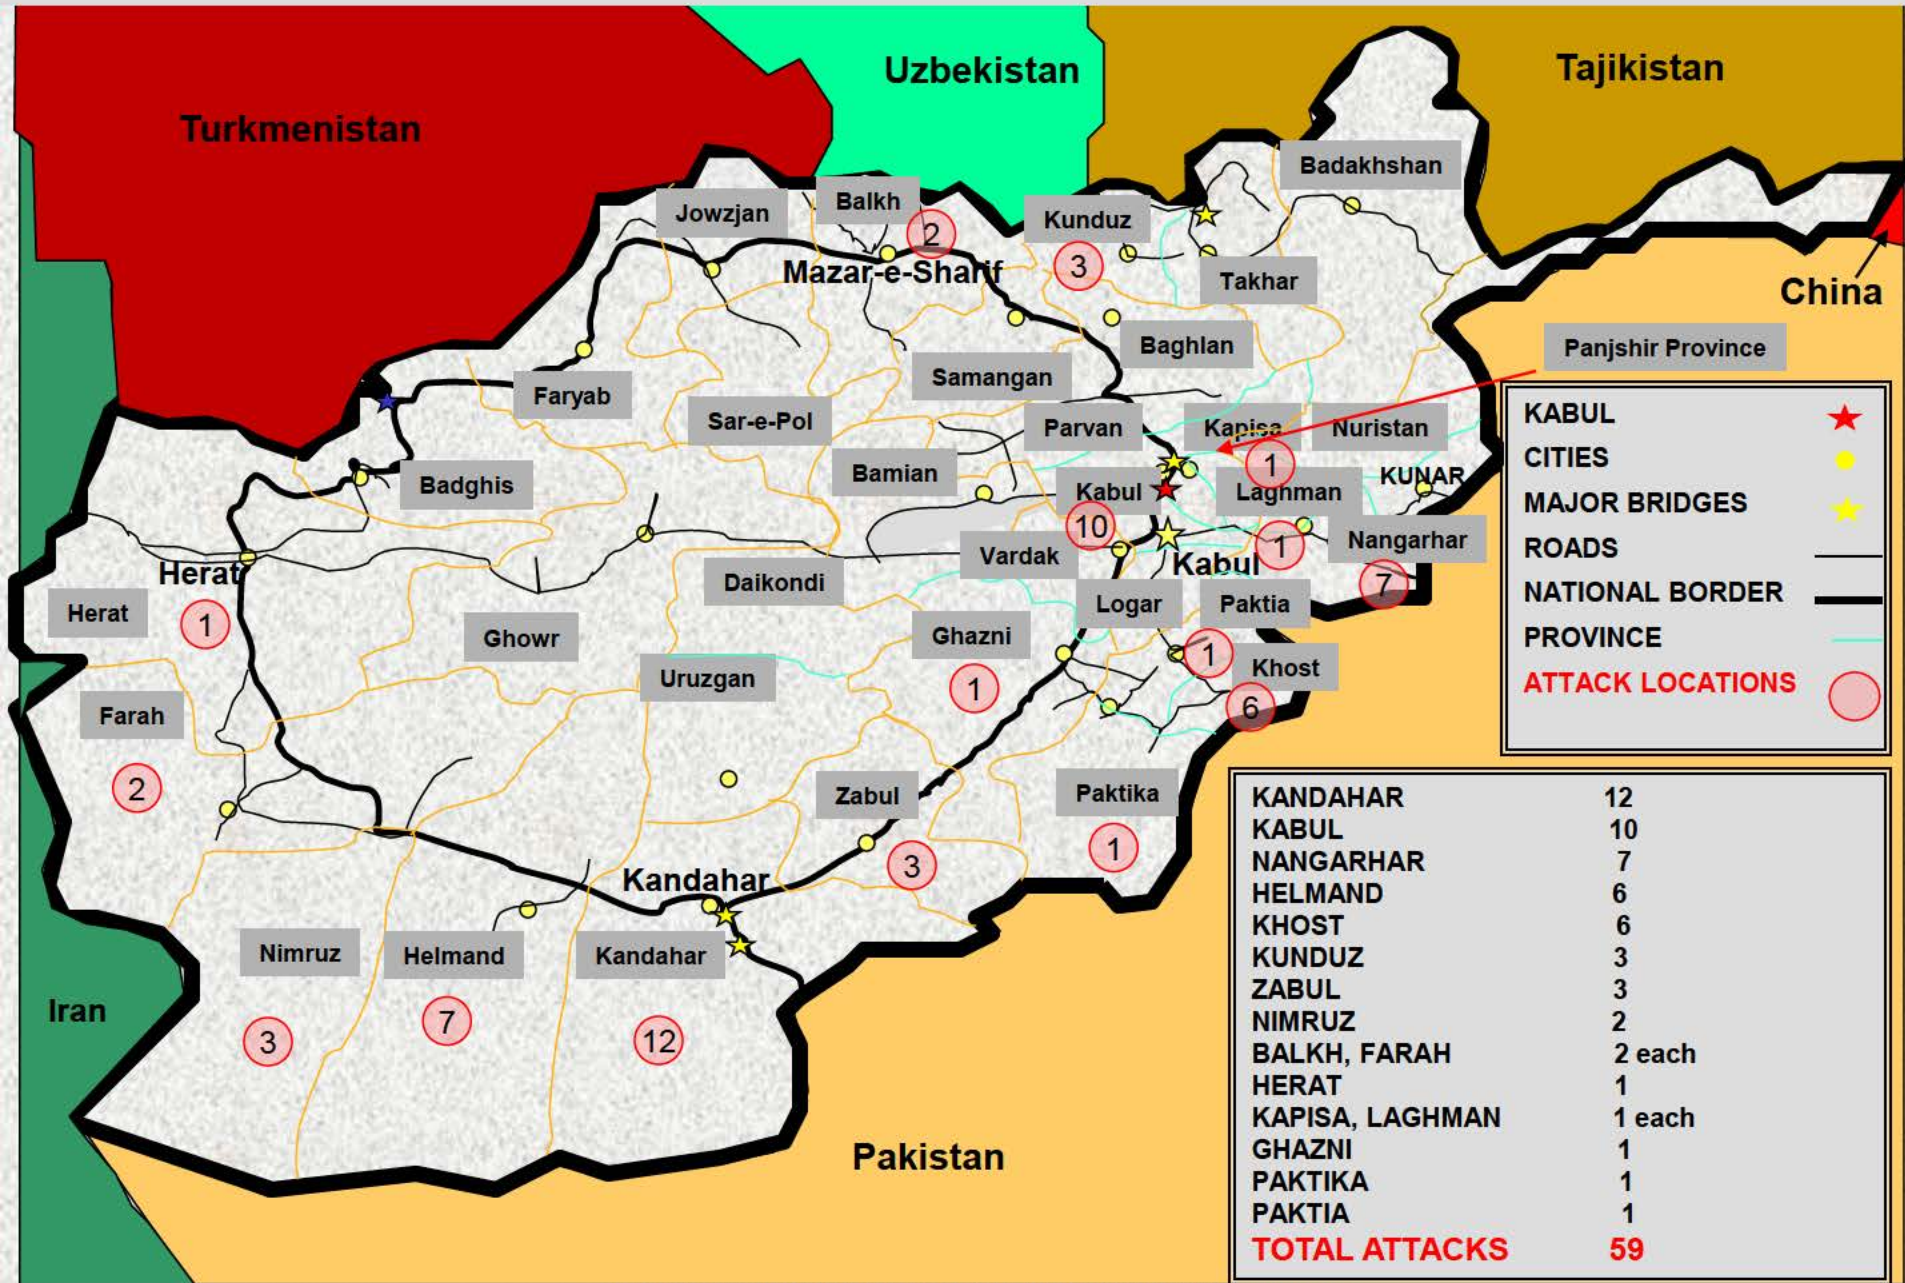 Uzbekistan
Tajikistan
Turkmenistan
Badakhshan
Jowzjan
Balkh
Kunduz
2
3
Mazar-e-Sharif
Takhar
China
Baghlan
Panjshir Province
Samangan
Faryab
Sar-e-Pol
Parvan
Kapisa
Nuristan
1
Bamian
Badghis
KUNAR
Kabul
Laghman
10
Nangarhar
1
Vardak
Kabul
7
Herat
Daikondi
Herat
1
Logar
Paktia
Ghowr
Ghazni
1
Khost
Uruzgan
1
6
Farah
2
Zabul
Paktika
3
1
Kandahar
Nimruz
Helmand
Kandahar
Iran
3
7
12
Pakistan
KABUL
CITIES
MAJOR BRIDGES
ROADS
NATIONAL BORDER
PROVINCE
ATTACK LOCATIONS
KANDAHAR 12
KABUL 10
NANGARHAR 7
HELMAND 6
KHOST 6
KUNDUZ 3
ZABUL 3
NIMRUZ 2
BALKH, FARAH 2 each
HERAT 1
KAPISA, LAGHMAN 1 each
GHAZNI 1
PAKTIKA 1
PAKTIA 1
TOTAL ATTACKS 59